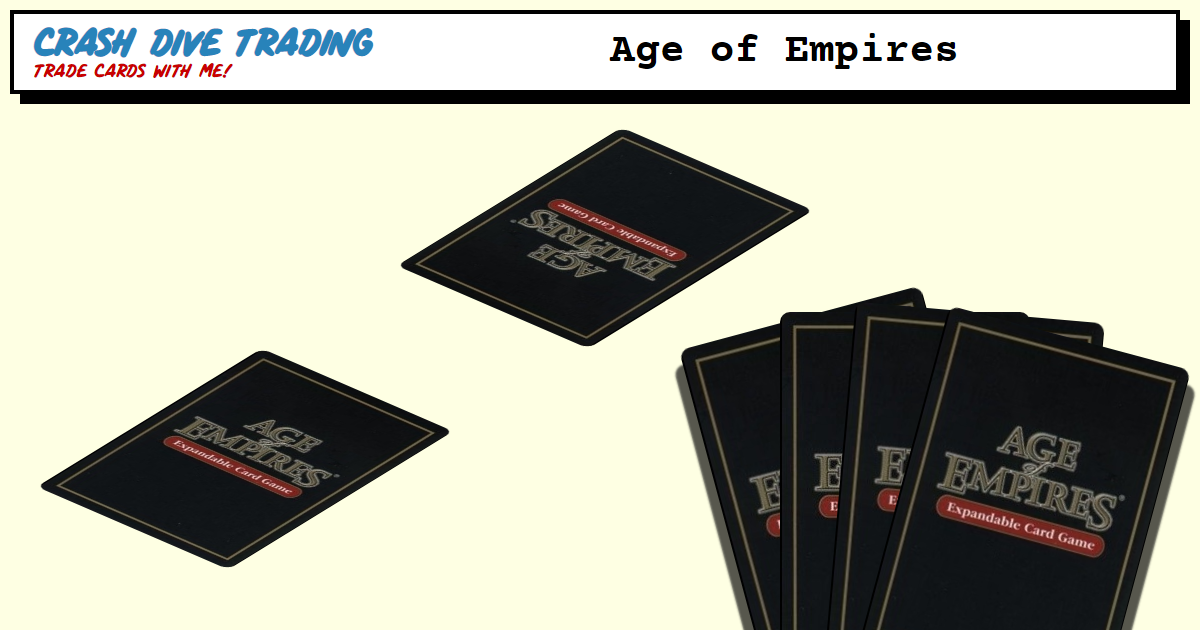 CRASH DIVE TRADING
TRADE CARDS WITH ME!
Age of Empires
AGE
of
EMPIRES
Expandable Card Game
AGE
of
EMPIRES®
Expandable Card Game
E
E
E
E
AGE
of
EMPIRES®
Expandable Card Game